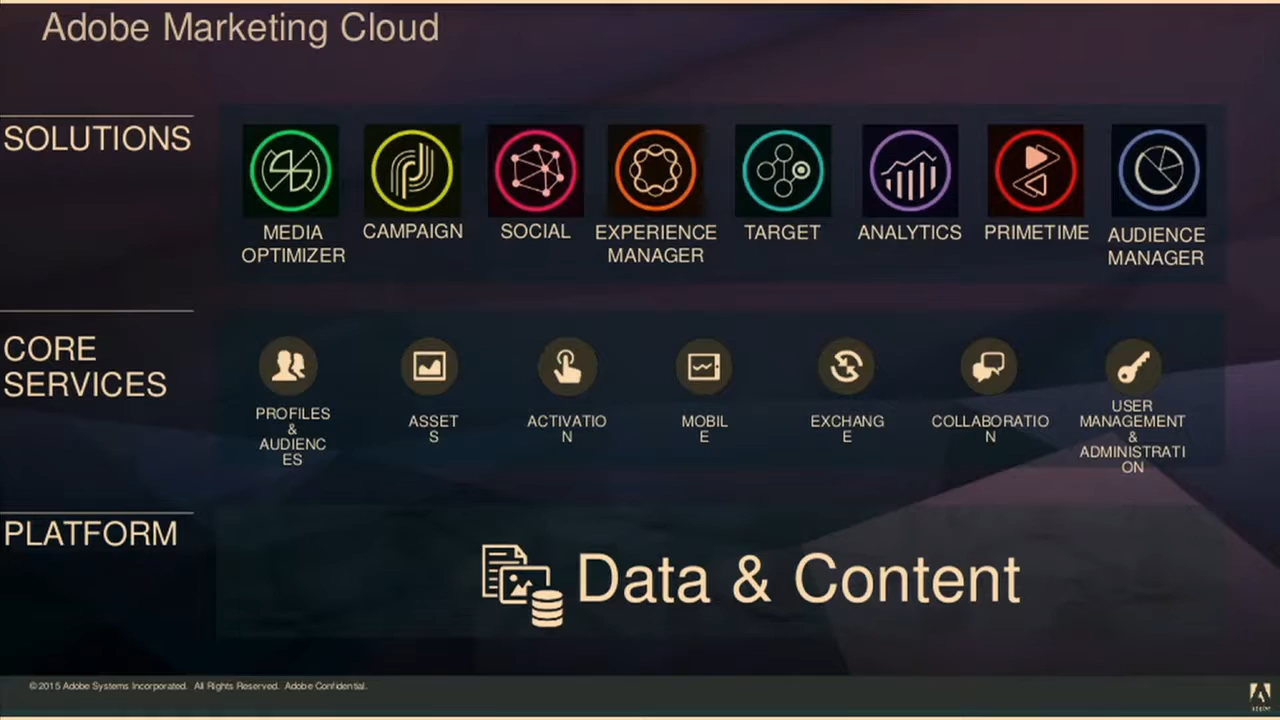 Adobe Marketing Cloud
SOLUTIONS
MEDIA
OPTIMIZER
CAMPAIGN
SOCIAL
EXPERIENCE
MANAGER
TARGET
ANALYTICS
PRIMETIME
AUDIENCE
MANAGER
CORE
SERVICES
PROFILES
&
AUDIENC
ES
ASSET
S
ACTIVATIO
N
MOBIL
E
EXCHANG
E
COLLABORATIO
N
USER
MANAGEMENT
&
ADMINISTRATI
ON
PLATFORM
Data & Content
© 2015 Adobe Systems Incorporated. All Rights Reserved. Adobe Confidential.